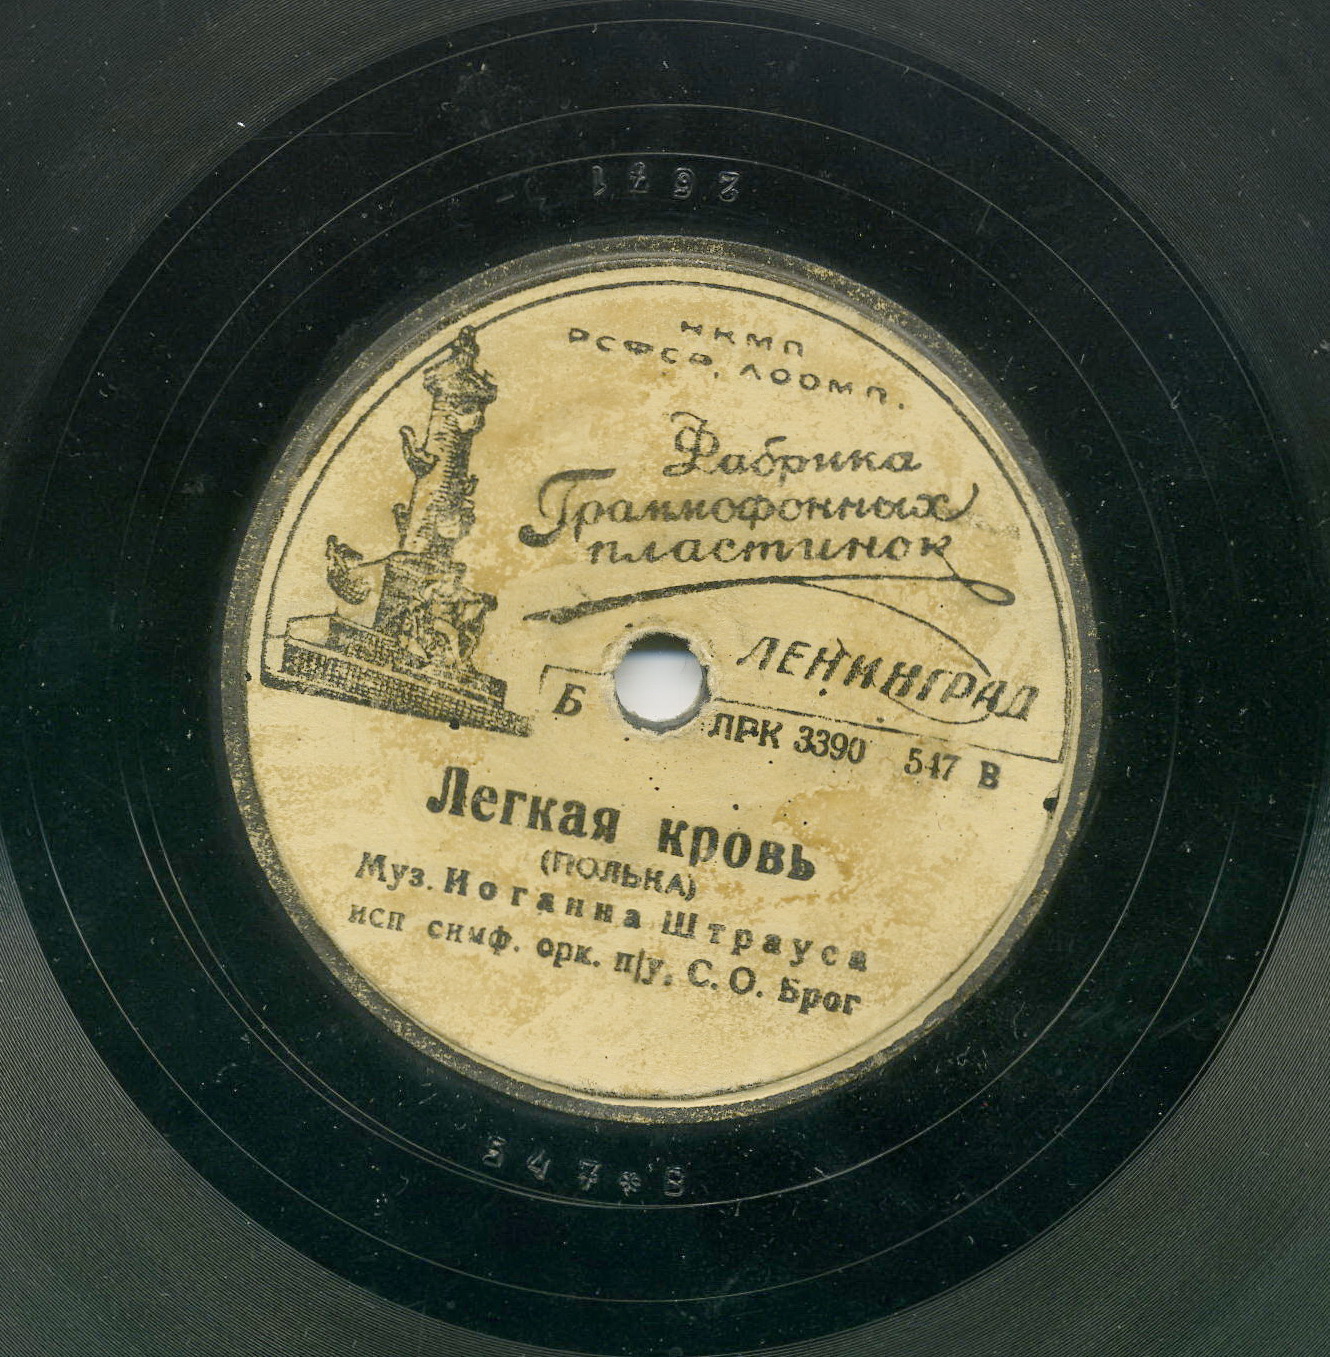 1762
НКМП
РСФСР. ЛООМП.
Фабрика
Граммофонных
пластинок
ЛЕНИНГРАД
Б ЛРК 3390 547 В
Легкая кровь
(ПОЛЬКА)
Муз. Иоганна Штрауса
исп симф. орк. п/у. С. О. Брог
547*В